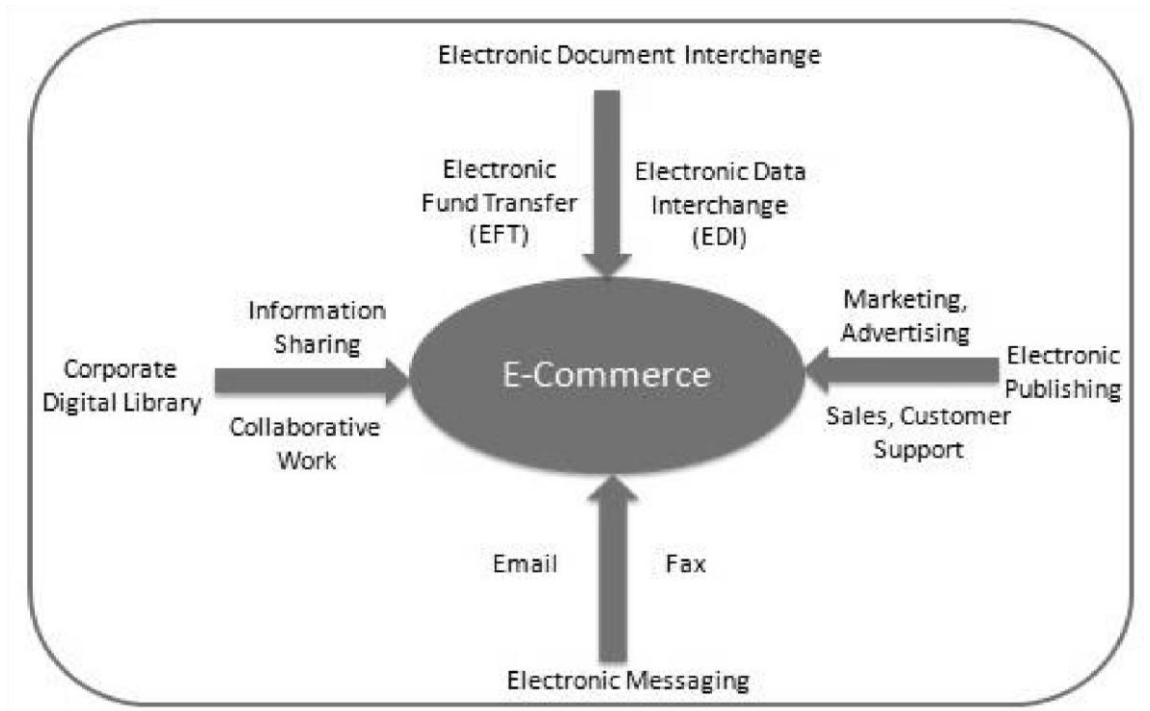 Electronic Document Interchange
Electronic
Fund Transfer
(EFT)
Electronic Data
Interchange
(EDI)
Information
Sharing
Corporate
Digital Library
Collaborative
Work
E-Commerce
Marketing,
Advertising
Electronic
Publishing
Sales, Customer
Support
Email
Fax
Electronic Messaging